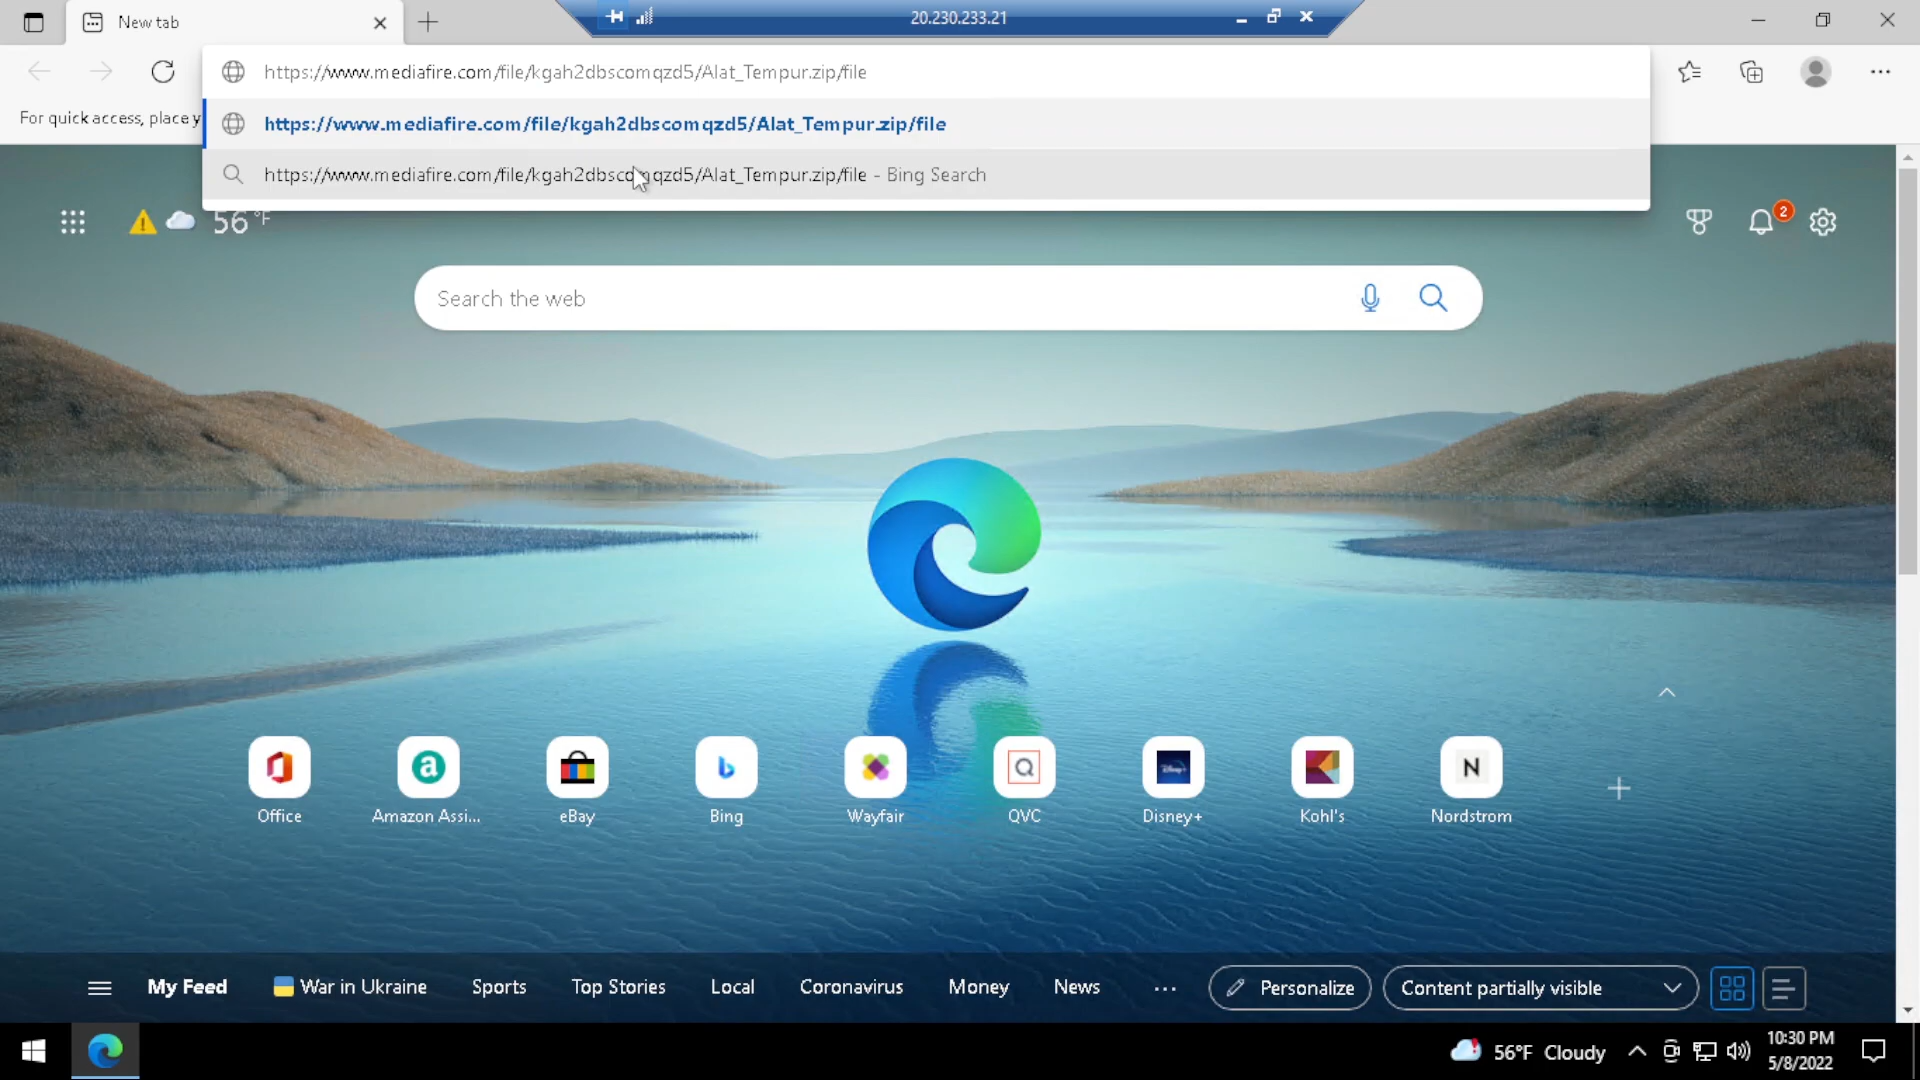 New tab
20.230.233.21
https://www.mediafire.com/file/kgah2dbscomqzd5/Alat_Tempur.zip/file
For quick access, place y
https://www.mediafire.com/file/kgah2dbscomqzd5/Alat_Tempur.zip/file
https://www.mediafire.com/file/kgah2dbscomqzd5/Alat_Tempur.zip/file - Bing Search
56 °F
2
Search the web
Office
Amazon Assi...
eBay
Bing
Wayfair
QVC
Disney+
Kohl's
Nordstrom
My Feed
War in Ukraine
Sports
Top Stories
Local
Coronavirus
Money
News
Personalize
Content partially visible
56°F Cloudy
10:30 PM
5/8/2022